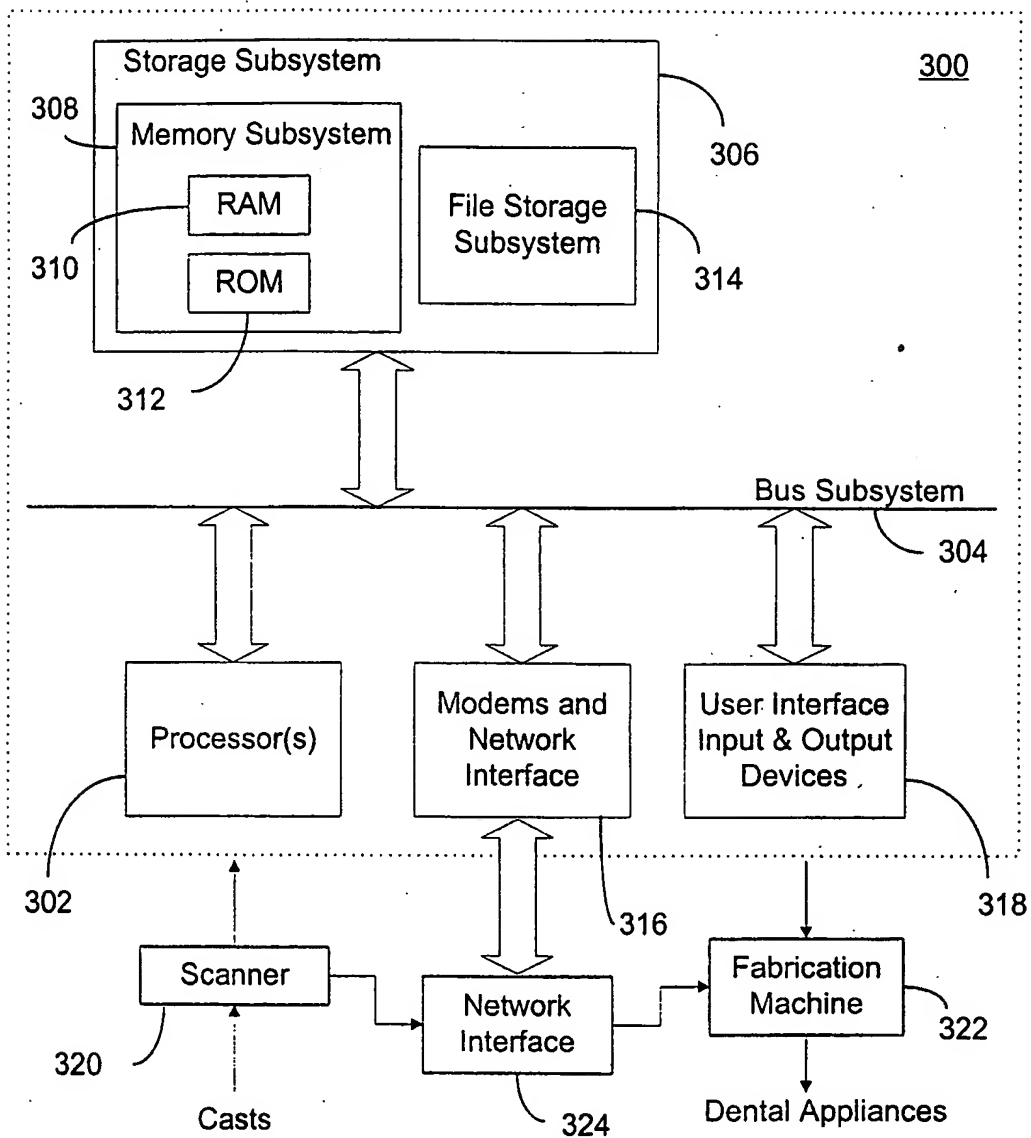 Storage Subsystem
300
308
Memory Subsystem
306
RAM
File Storage
Subsystem
310
ROM
314
312
Bus Subsystem
304
Processor(s)
Modems and
Network
Interface
User Interface
Input & Output
Devices
302
316
318
Scanner
Network
Interface
Fabrication
Machine
320
322
Casts
324
Dental Appliances